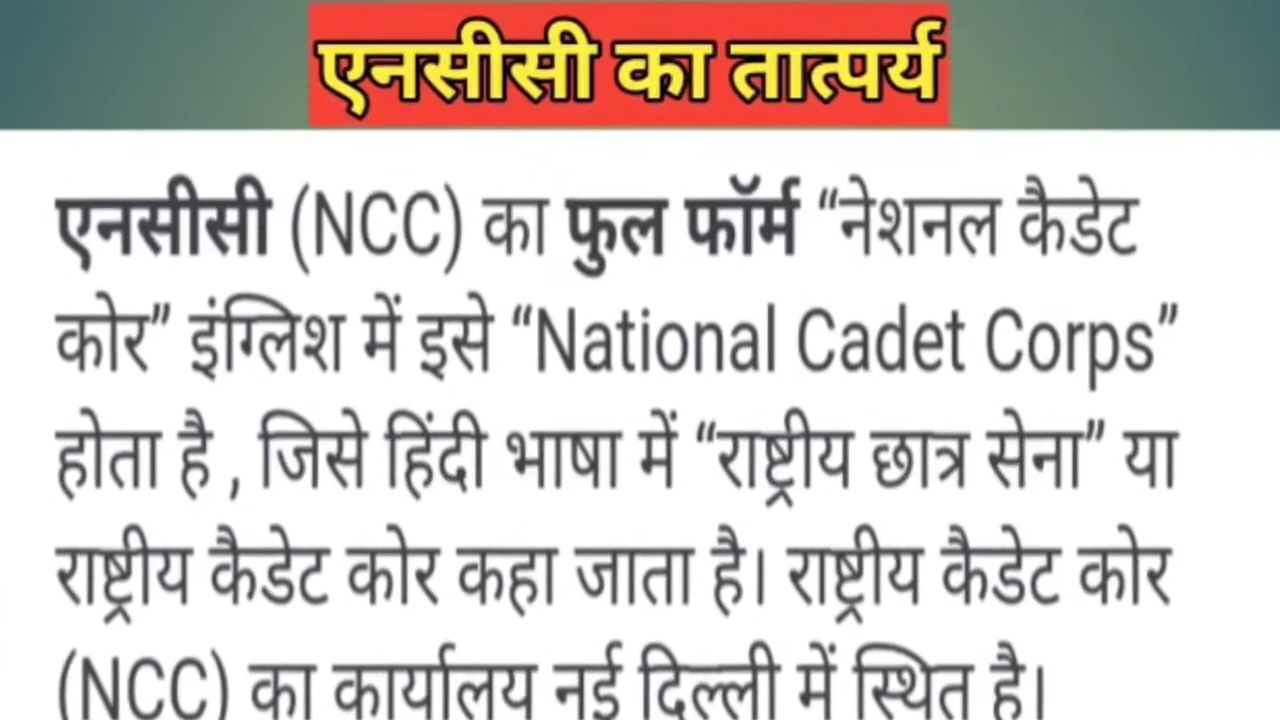 एनसीसी का तात्पर्य
एनसीसी (NCC) का फुल फॉर्म “नेशनल कैडेट
कोर” इंग्लिश में इसे “National Cadet Corps”
होता है , जिसे हिंदी भाषा में “राष्ट्रीय छात्र सेना” या
राष्ट्रीय कैडेट कोर कहा जाता है। राष्ट्रीय कैडेट कोर
(NCC) का कार्यालय नई दिल्ली में स्थित है।